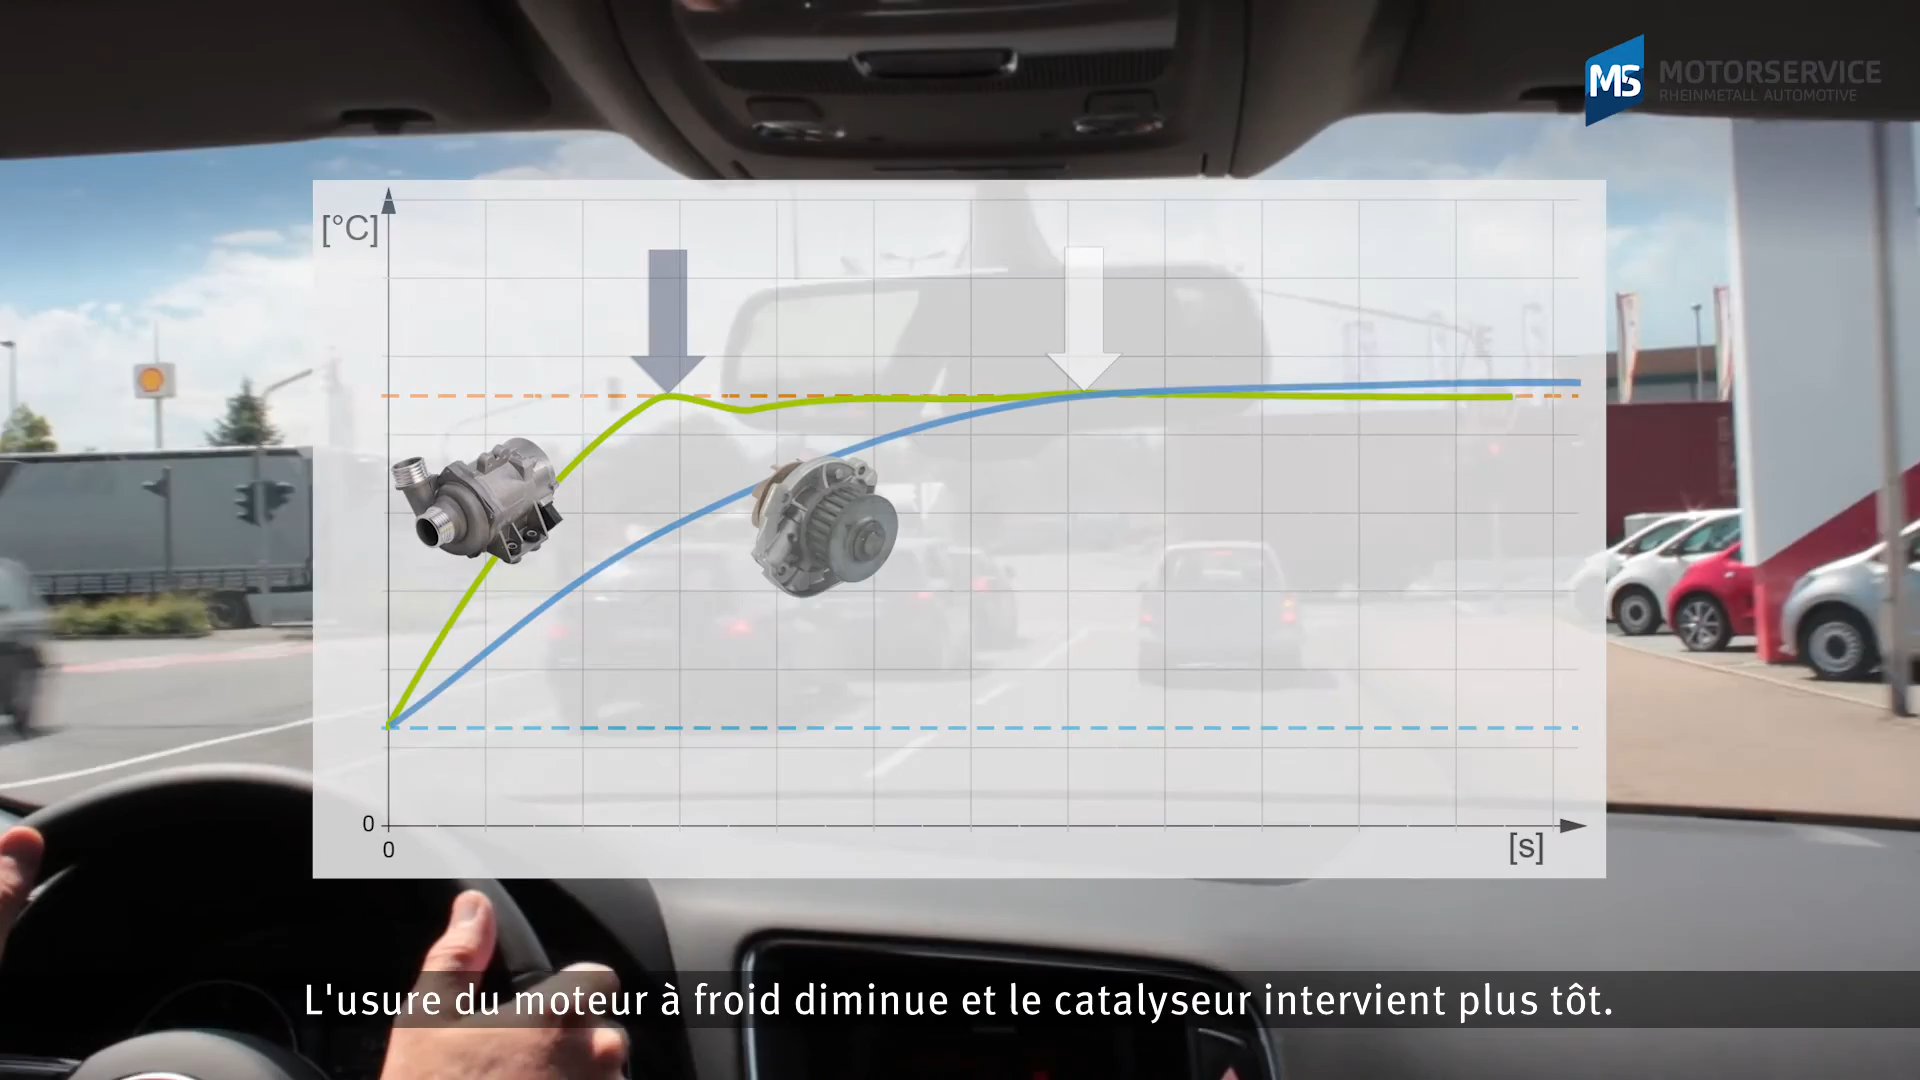 MS MOTORSERVICE
RHEINMETALL AUTOMOTIVE
[°C]
0
0
[s]
L'usure du moteur à froid diminue et le catalyseur intervient plus tôt.